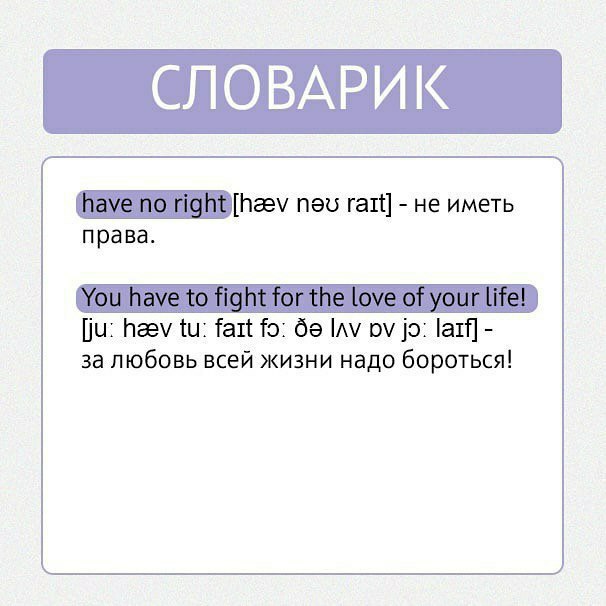 СЛОВАРИК
have no right [hæv nəʊ raɪt] - не иметь
права.
You have to fight for the love of your life!
[juː hæv tuː faɪt fɔː ðə lʌv ɒv jɔː laɪf] -
за любовь всей жизни надо бороться!